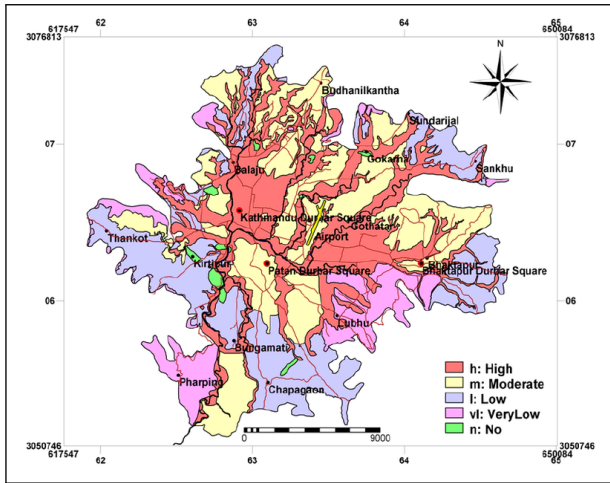 62 63 64 65
617547 650084
3076813 3076813
N
Budhanilkantha
Sundarijal
07 07
Gokarna
Balaju
Sankhu
Kathmandu Durbar Square
Gothatar
Thankot
Airport
Kirtipur
Bhaktapur
Patan Durbar Square
Bhaktapur Durbar Square
06 06
Lubhu
Bungamati
h: High
Pharping
m: Moderate
Chapagaon
l: Low
vl: VeryLow
n: No
0 9000
3050746 3050746
617547 650084
62 63 64 65